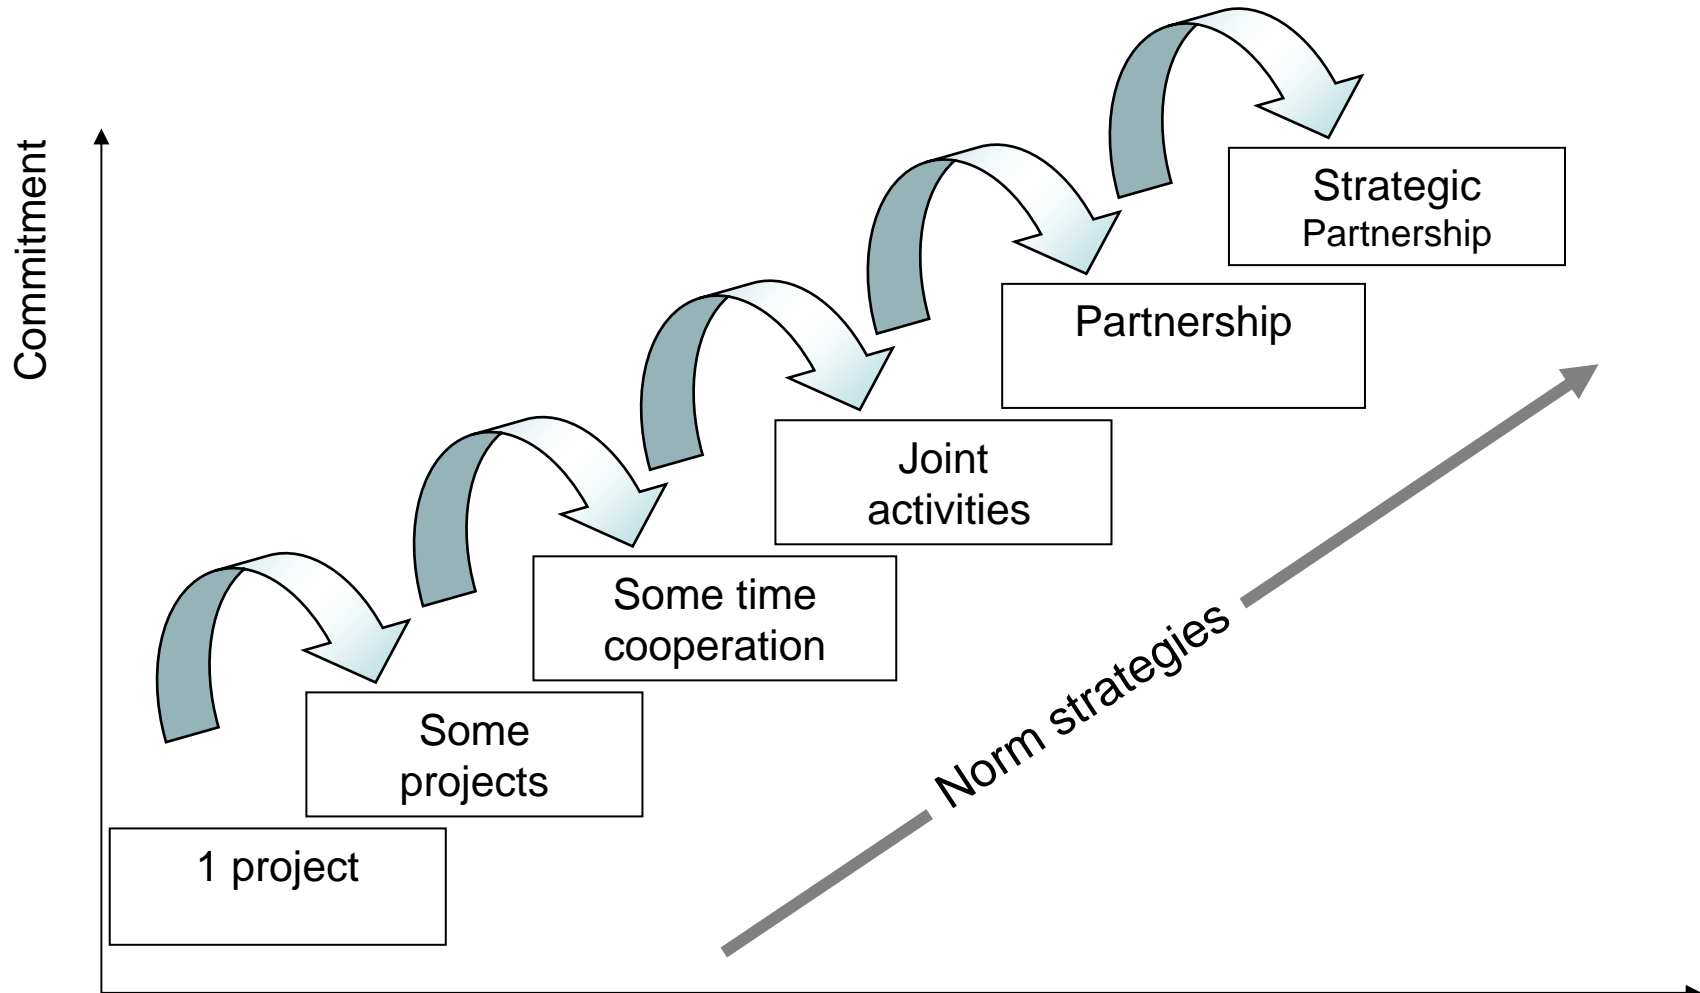 Commitment
Strategic
Partnership
Partnership
Joint
activities
Some time
cooperation
Some
projects
1 project
Norm strategies